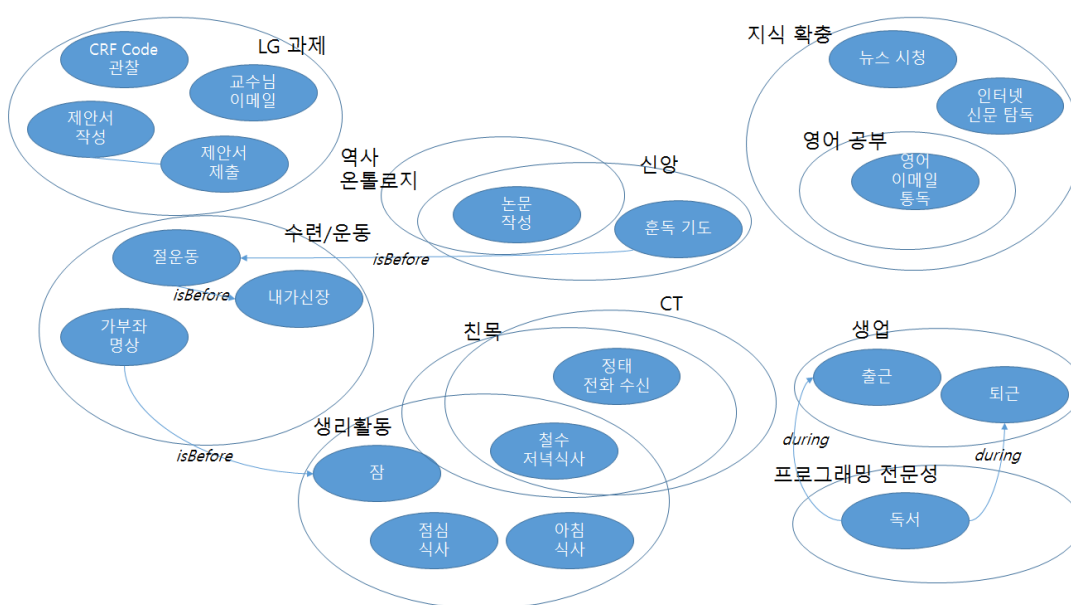 LG 과제
CRF Code
관찰
교수님
이메일
제안서
작성
제안서
제출
역사
온톨로지
신앙
논문
작성
훈독 기도
지식 확충
뉴스 시청
인터넷
신문 탐독
영어 공부
영어
이메일
통독
수련/운동
절운동
isBefore
isBefore
내가신장
가부좌
명상
isBefore
CT
친목
정태
전화 수신
생리활동
철수
저녁식사
잠
점심
식사
아침
식사
생업
출근
퇴근
during
during
프로그래밍 전문성
독서